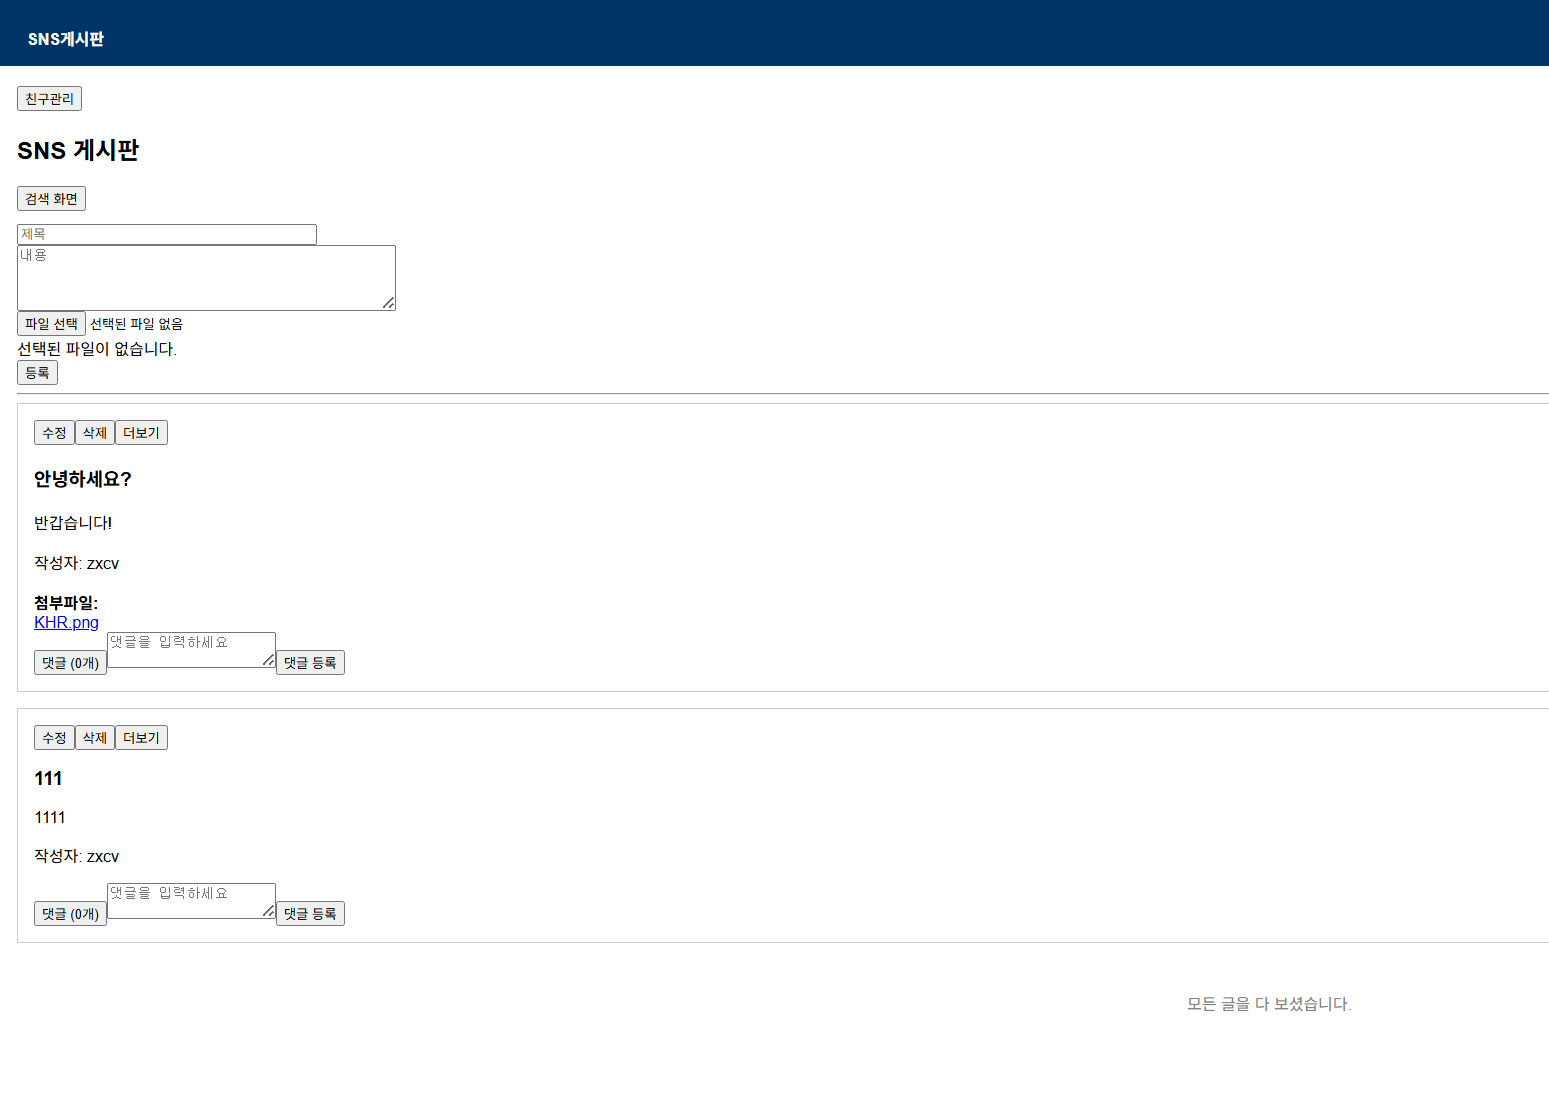 SNS게시판
친구관리
SNS 게시판
검색 화면
제목
내용
파일 선택 선택된 파일 없음
선택된 파일이 없습니다.
등록
수정 삭제 더보기
안녕하세요?
반갑습니다!
작성자: zxcv
첨부파일:
KHR.png
댓글 (0개) 댓글을 입력하세요 댓글 등록
수정 삭제 더보기
111
1111
작성자: zxcv
댓글 (0개) 댓글을 입력하세요 댓글 등록
모든 글을 다 보셨습니다.